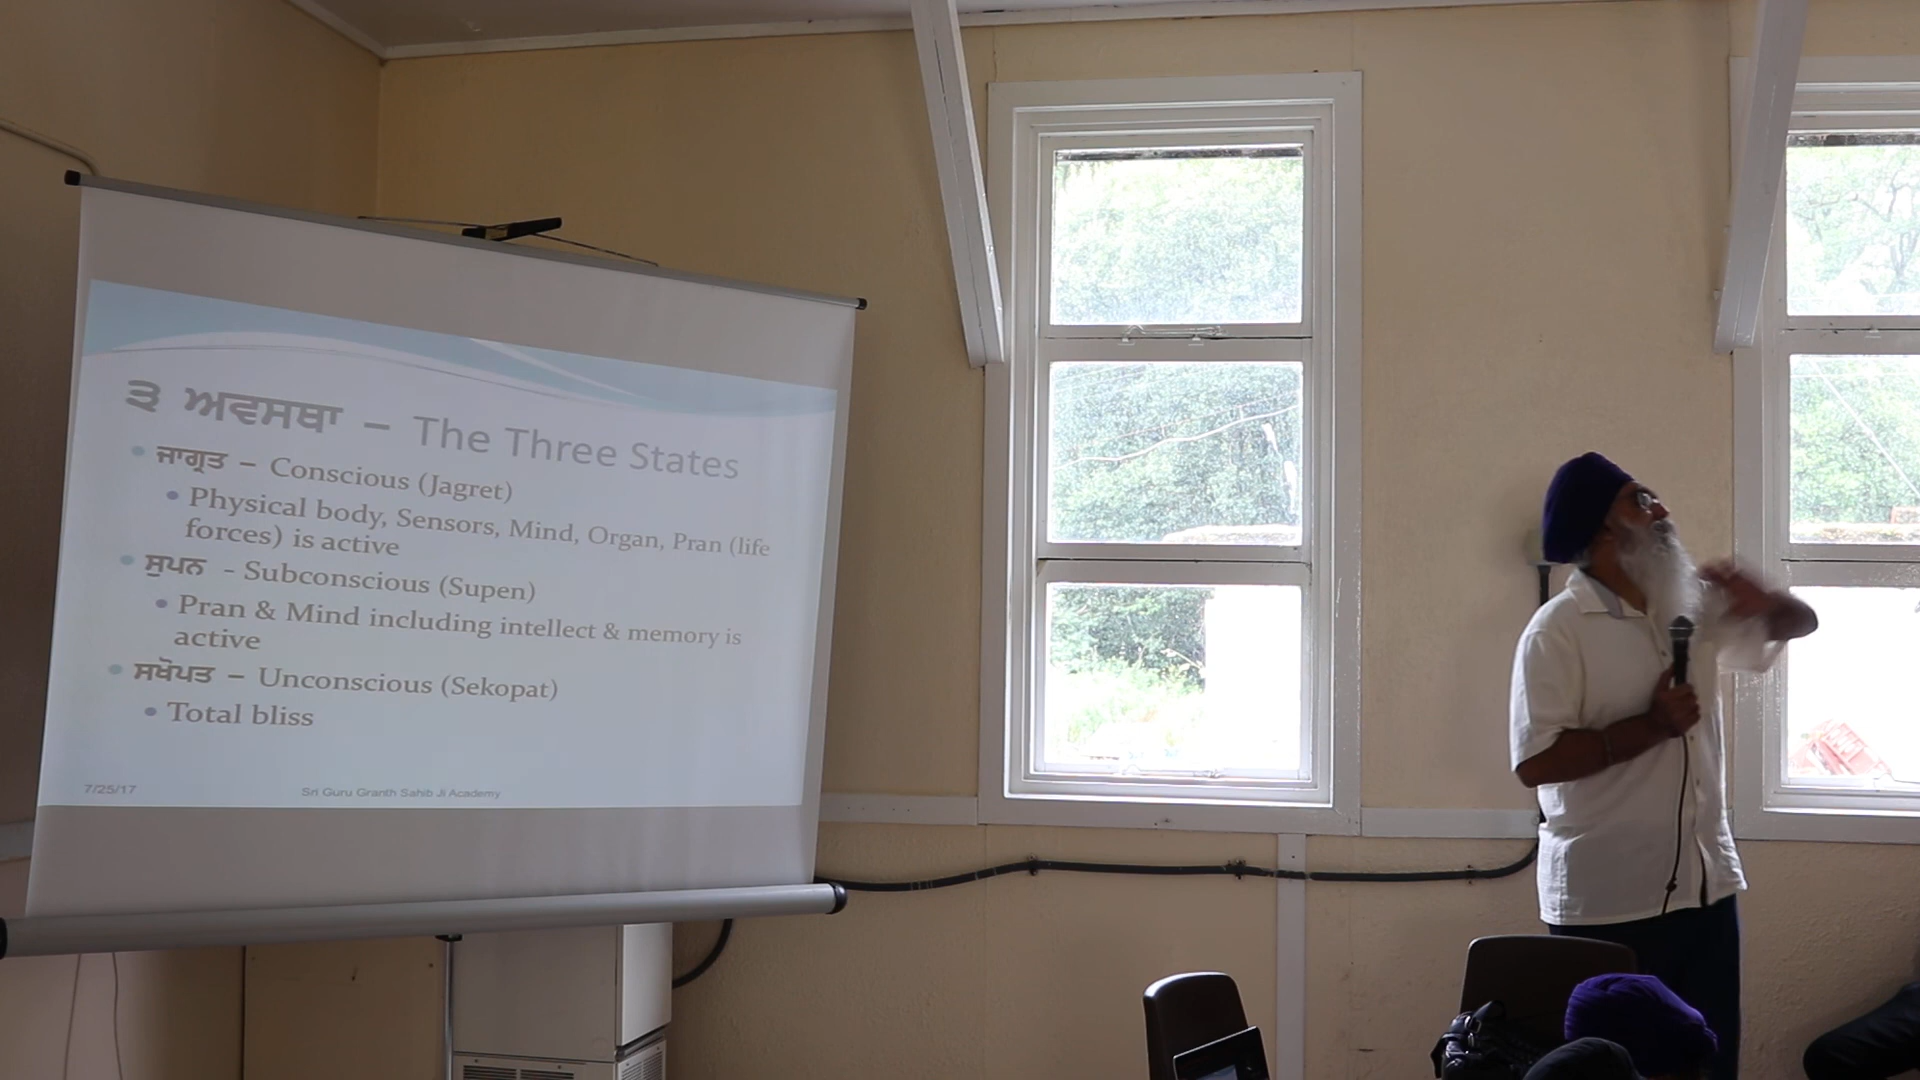 ੩ ਅਵਸਥਾ – The Three States
• ਜਾਗ੍ਰਤ – Conscious (Jagret)
• Physical body, Sensors, Mind, Organ, Pran (life
forces) is active
• ਸੁਪਨ - Subconscious (Supen)
• Pran & Mind including intellect & memory is
active
• ਸਖੋਪਤ – Unconscious (Sekopat)
• Total bliss
7/25/17 Sri Guru Granth Sahib Ji Academy